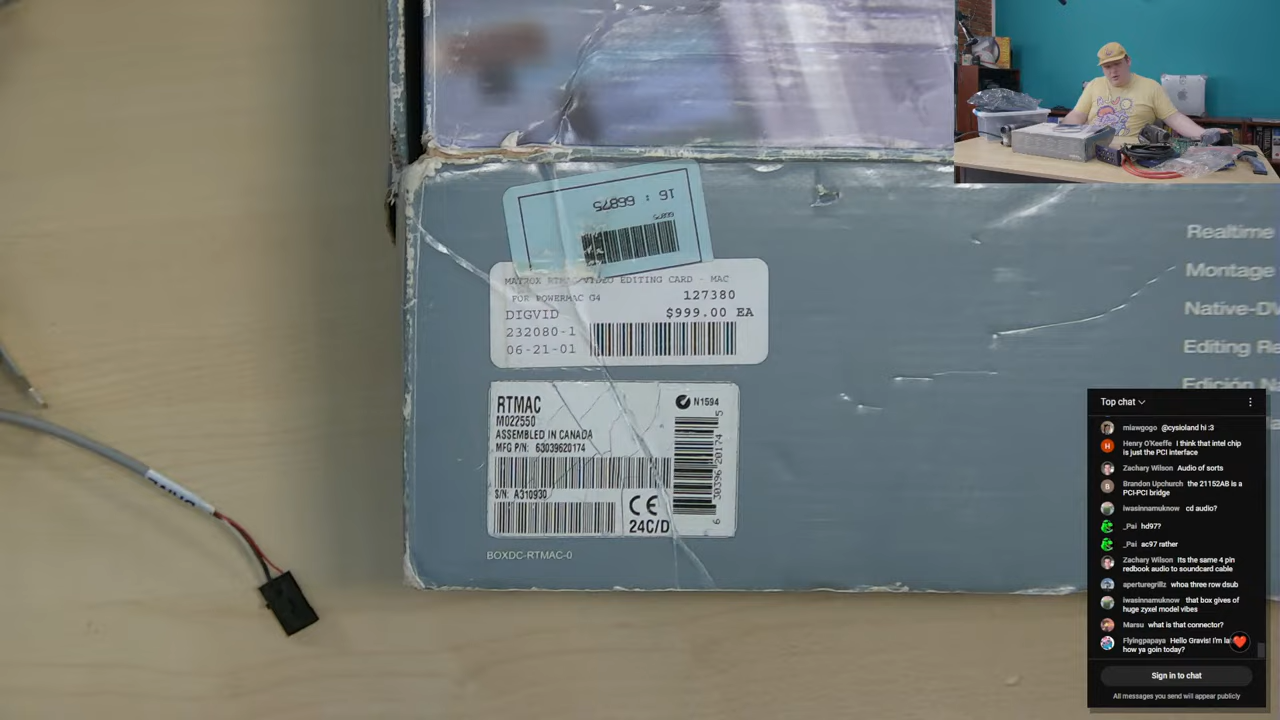 16 : 66875
66875
MATROX RTMAC VIDEO EDITING CARD - MAC
FOR POWERMAC G4 127380
DIGVID $999.00 EA
232080-1
06-21-01
RTMAC
M022550
ASSEMBLED IN CANADA
MFG P/N: 63039620174
S/N: A310930
N1594
6 30396 20174 5
CE
24C/D
BOXDC-RTMAC-0
Realtime
Montage
Native-DV
Editing Re
Edición N
Top chat
miawgogo @cysioland hi :3
Henry O'Keeffe I think that intel chip
is just the PCI interface
Zachary Wilson Audio of sorts
Brandon Upchurch the 21152AB is a
PCI-PCI bridge
iwasinnamuknow cd audio?
_Pai hd97?
_Pai ac97 rather
Zachary Wilson Its the same 4 pin
redbook audio to soundcard cable
aperturegrillz whoa three row dsub
iwasinnamuknow that box gives of
huge zyxel model vibes
Marsu what is that connector?
Flyingpapaya Hello Gravis! I'm la
how ya goin today?
Sign in to chat
All messages you send will appear publicly